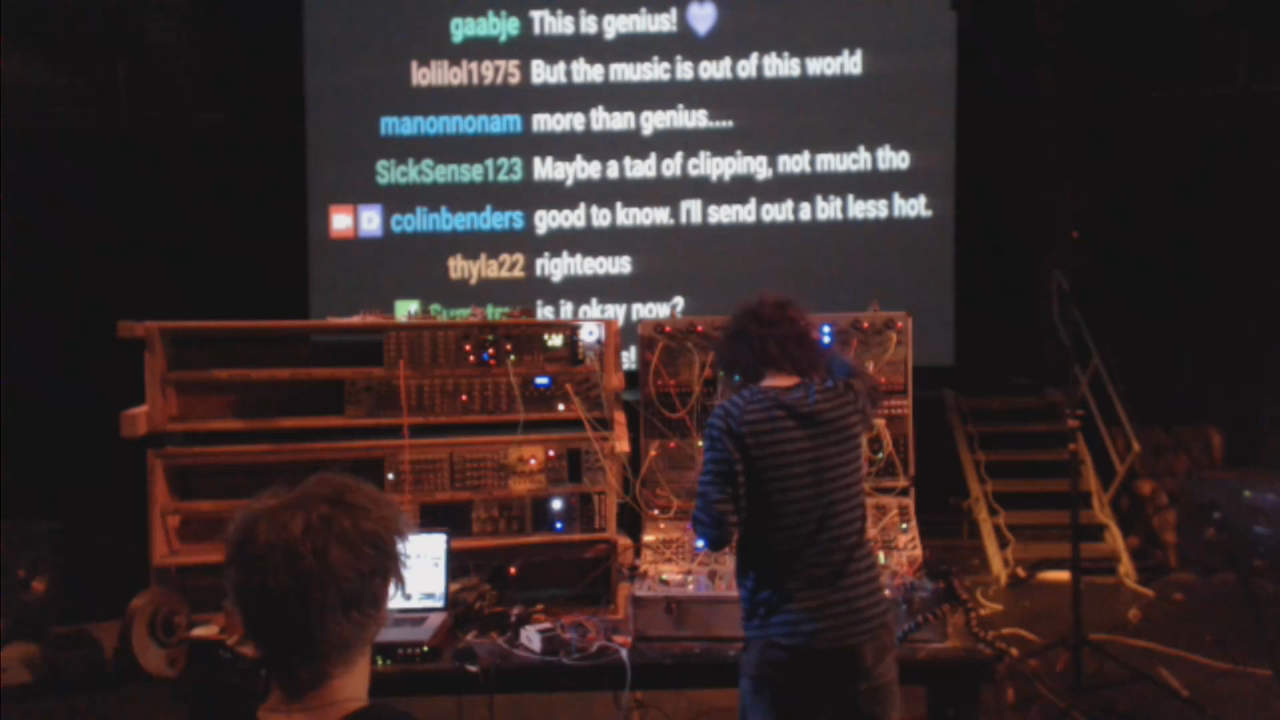 gaabje This is genius! 💜
lolilol1975 But the music is out of this world
manonnonam more than genius....
SickSense123 Maybe a tad of clipping, not much tho
colinbenders good to know. I'll send out a bit less hot.
thyla22 righteous
is it okay now?
s!